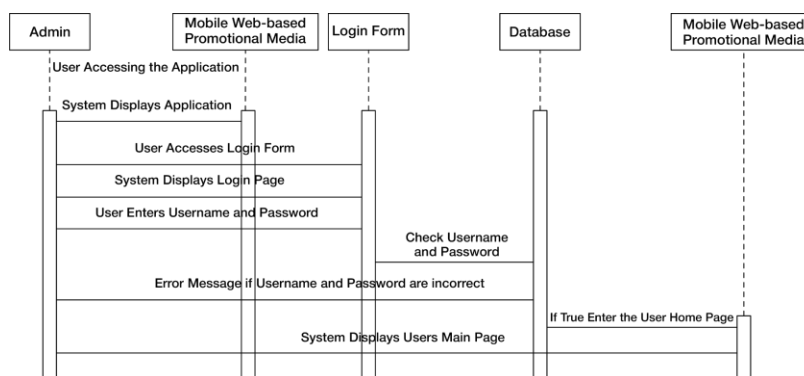 Admin
Mobile Web-based
Promotional Media
Login Form
Database
Mobile Web-based
Promotional Media
User Accessing the Application
System Displays Application
User Accesses Login Form
System Displays Login Page
User Enters Username and Password
Check Username
and Password
Error Message if Username and Password are incorrect
If True Enter the User Home Page
System Displays Users Main Page